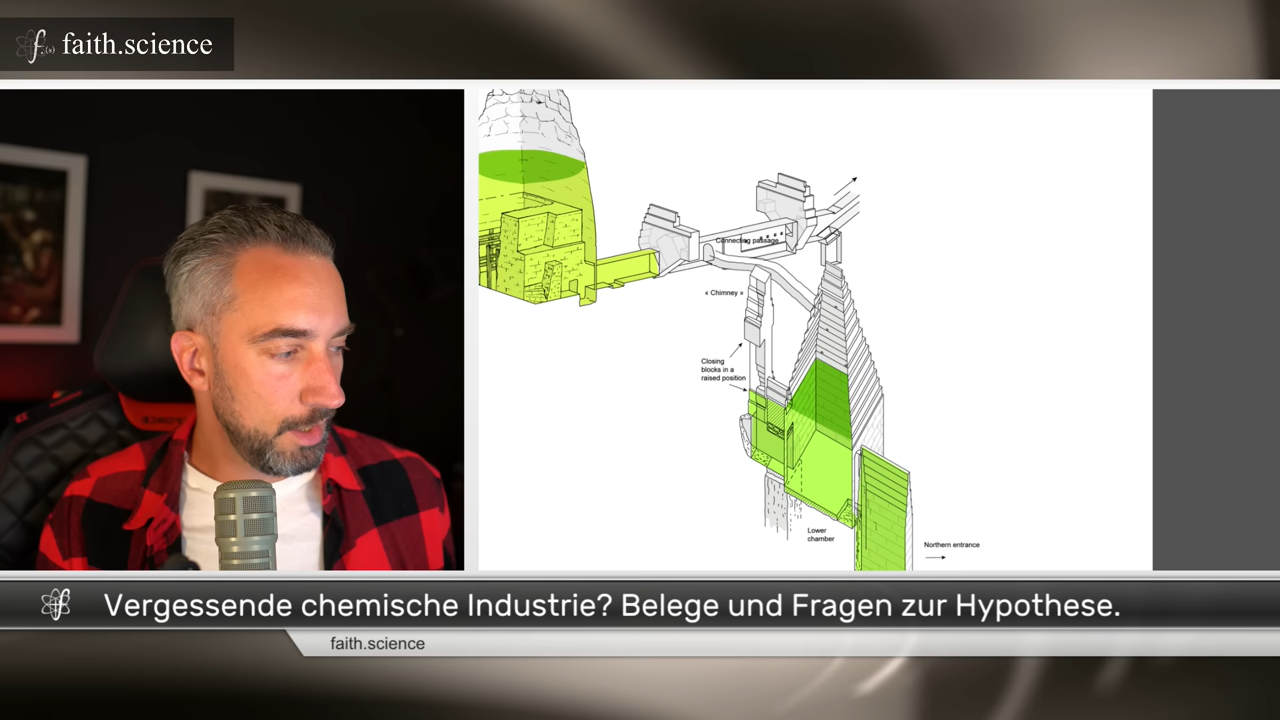 faith.science
Connecting passage
« Chimney »
Closing
blocks in a
raised position
Lower
chamber
Northern entrance
Vergessende chemische Industrie? Belege und Fragen zur Hypothese.
faith.science